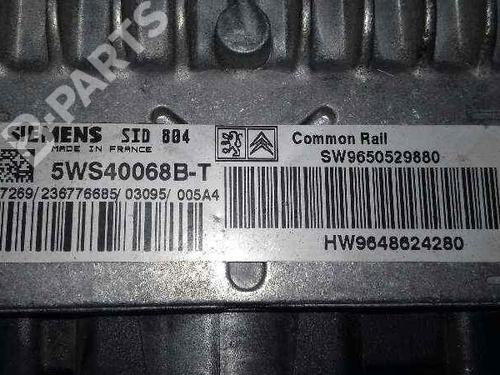 B-PARTS
SIEMENS SID 804
MADE IN FRANCE
5WS40068B-T
7269/236776685/03095/005A4
Common Rail
SW9650529880
HW9648624280